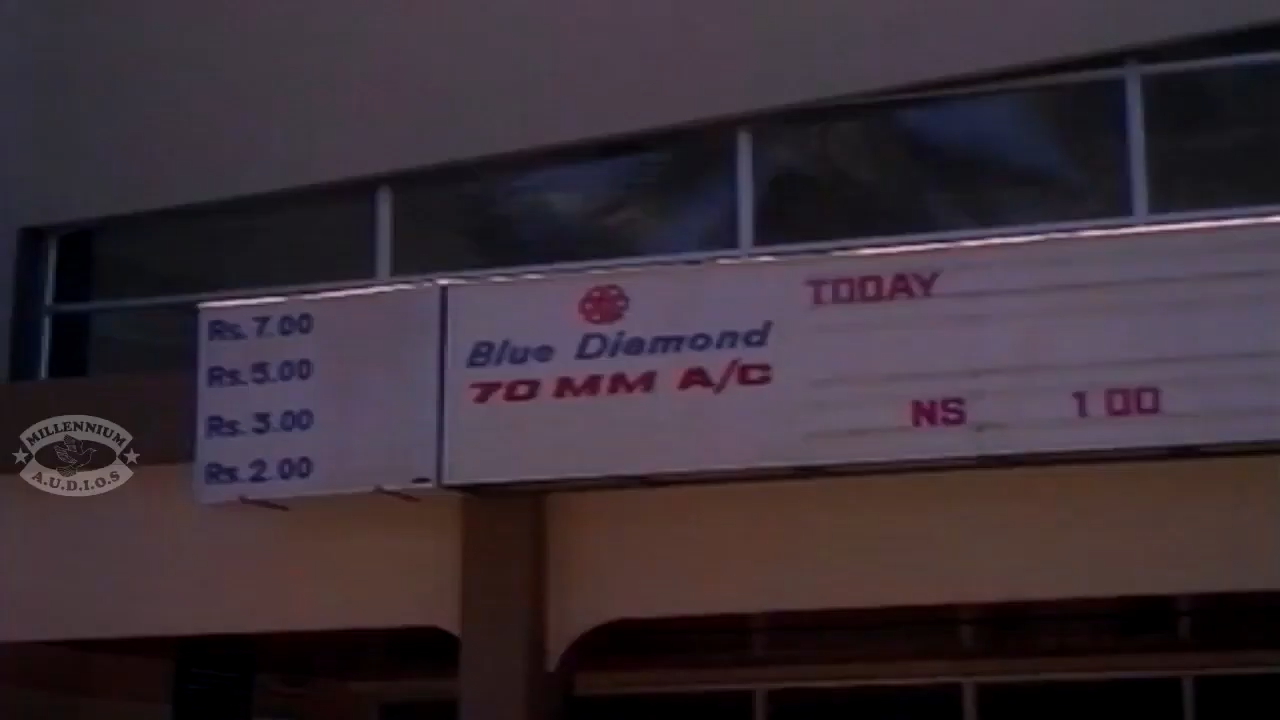 Rs. 7.00
Rs. 5.00
Rs. 3.00
Rs. 2.00
Blue Diamond
70 MM A/C
TODAY
NS 1 00
MILLENNIUM
A.U.D.I.O.S